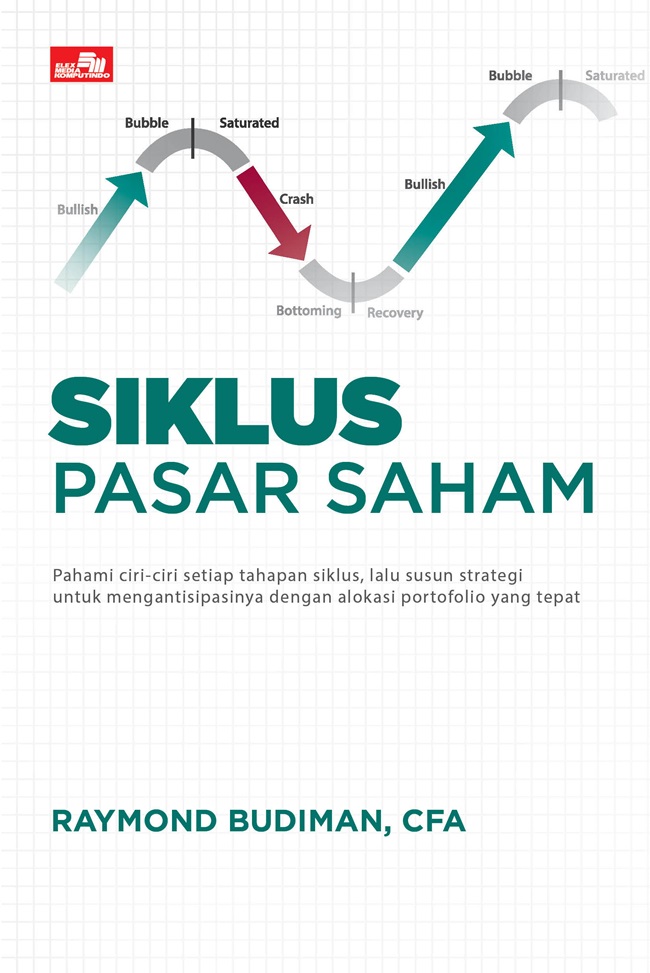 ELEX
MEDIA
KOMPUTINDO
Bubble Saturated
Bubble Saturated
Bullish
Bullish
Crash
Bottoming Recovery
SIKLUS
PASAR SAHAM
Pahami ciri-ciri setiap tahapan siklus, lalu susun strategi
untuk mengantisipasinya dengan alokasi portofolio yang tepat
RAYMOND BUDIMAN, CFA